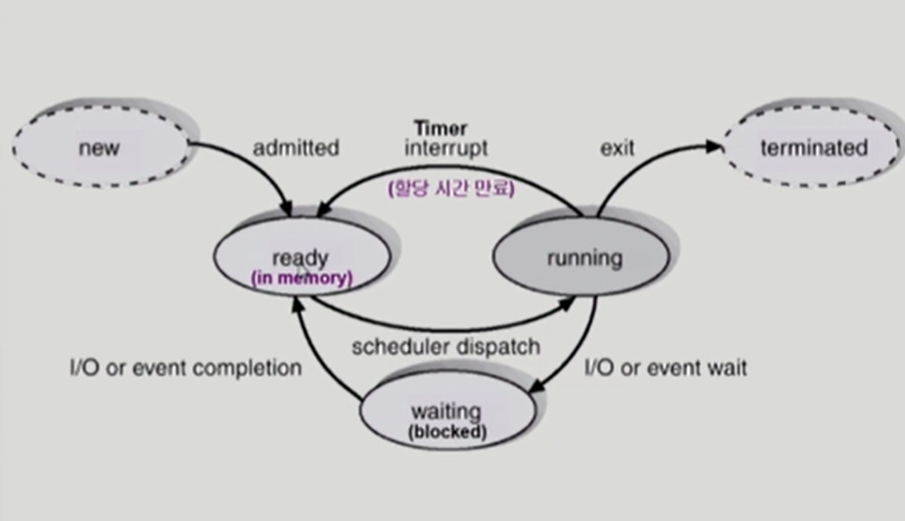 new
admitted
Timer
interrupt
(할당 시간 만료)
exit
terminated
ready
(in memory)
running
scheduler dispatch
I/O or event completion
I/O or event wait
waiting
(blocked)